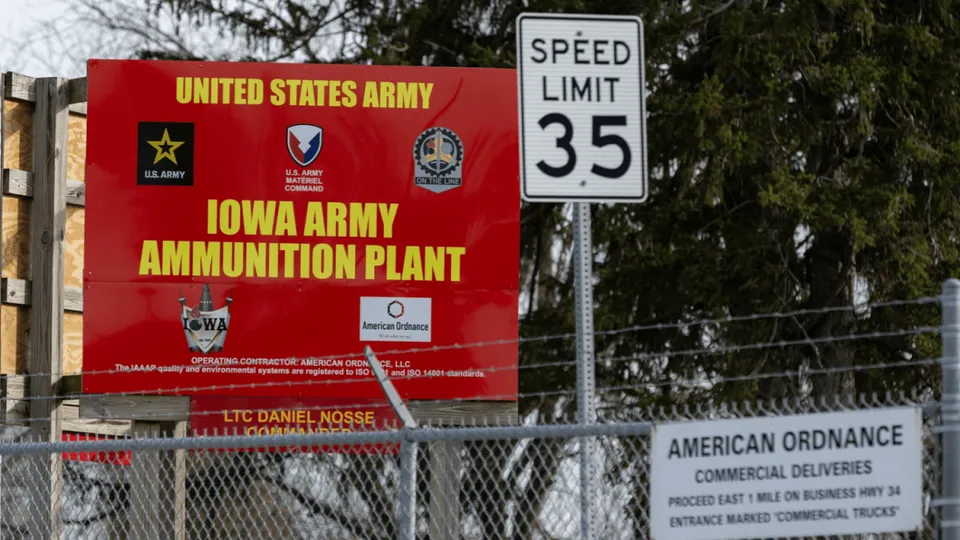 UNITED STATES ARMY
U.S. ARMY
U.S. ARMY
MATERIEL
COMMAND
ON THE LINE
IOWA ARMY
AMMUNITION PLANT
IOWA
American Ordnance
OPERATING CONTRACTOR: AMERICAN ORDNANCE, LLC
The IAAAP quality and environmental systems are registered to ISO and ISO 14001 standards.
LTC DANIEL NOSSE
COMMANDER
SPEED
LIMIT
35
AMERICAN ORDNANCE
COMMERCIAL DELIVERIES
PROCEED EAST 1 MILE ON BUSINESS HWY 34
ENTRANCE MARKED "COMMERCIAL TRUCKS"